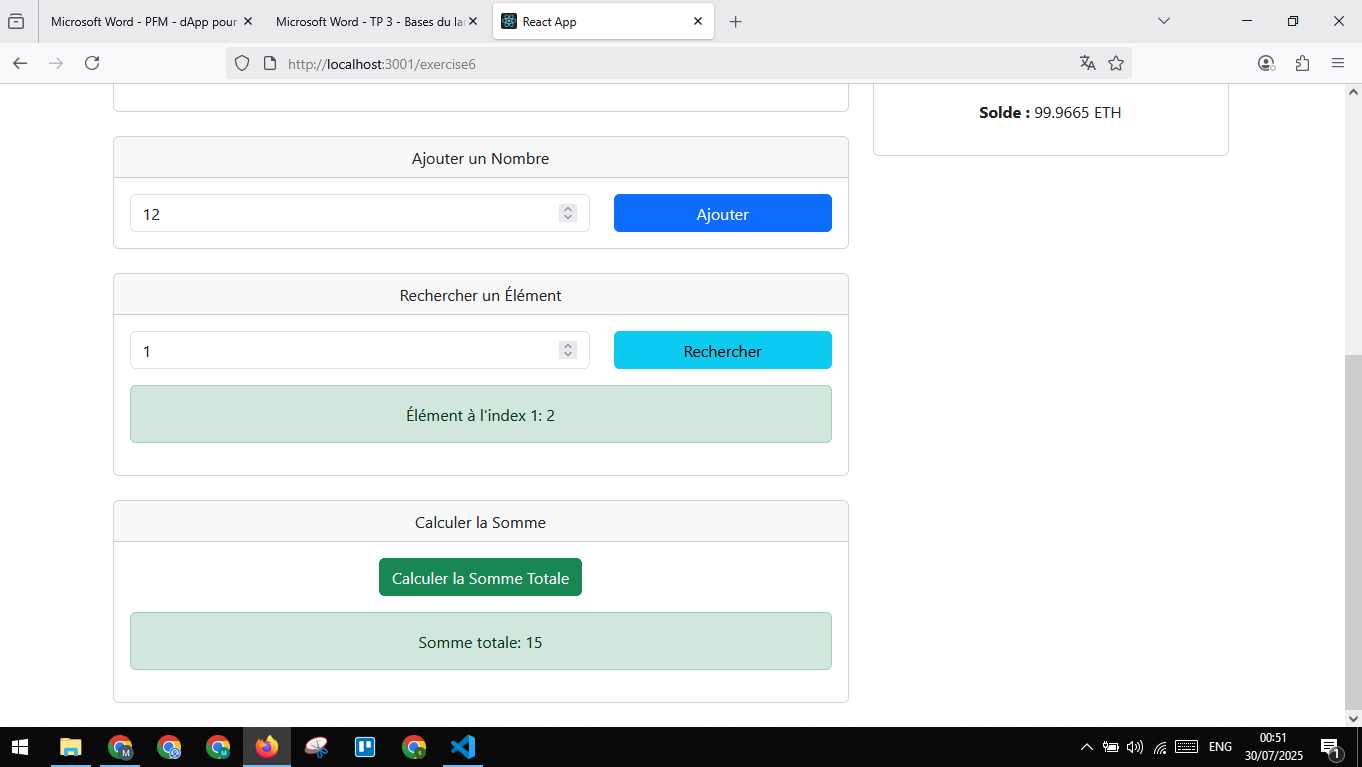 Microsoft Word - PFM - dApp pour
Microsoft Word - TP 3 - Bases du la
React App
http://localhost:3001/exercise6
Solde : 99.9665 ETH
Ajouter un Nombre
12
Ajouter
Rechercher un Élément
1
Rechercher
Élément à l'index 1: 2
Calculer la Somme
Calculer la Somme Totale
Somme totale: 15
ENG
00:51
30/07/2025
1